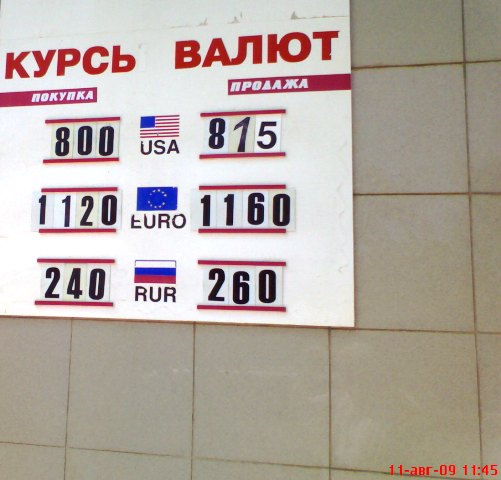 КУРСЬ ВАЛЮТ
ПОКУПКА ПРОДАЖА
800 USA 815
1120 EURO 1160
240 RUR 260
11-авг-09 11:45